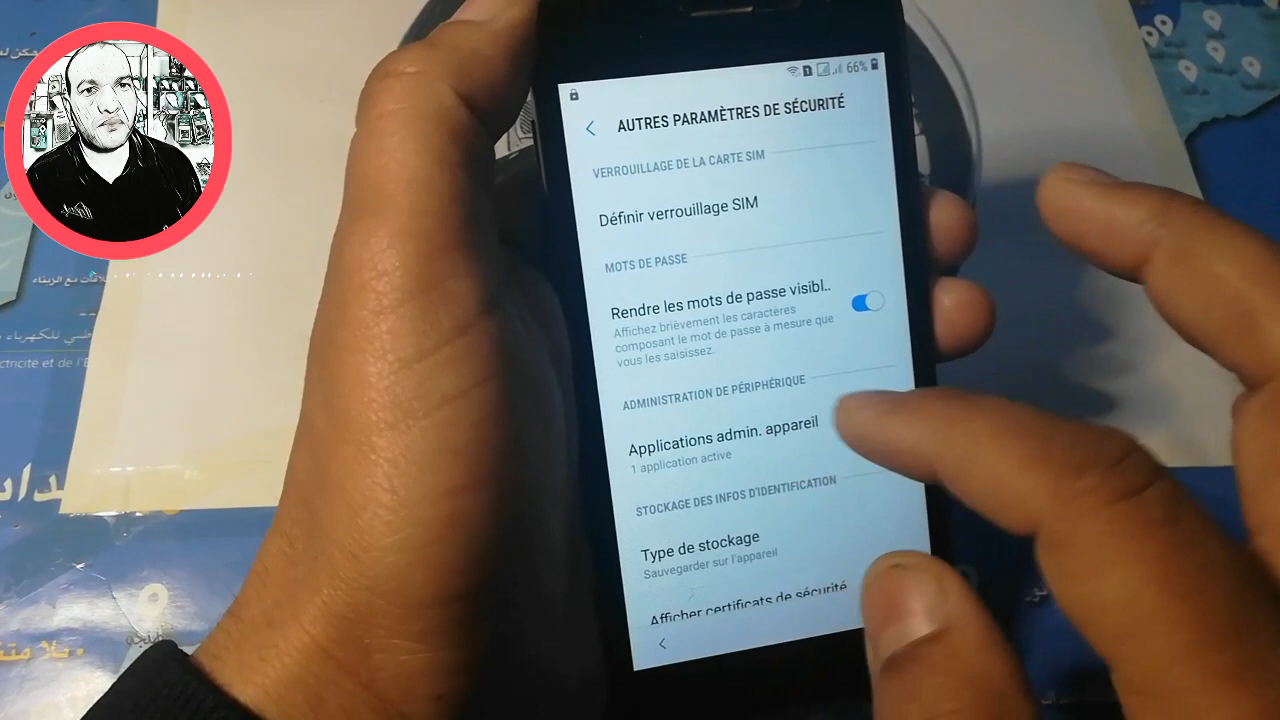 66%
AUTRES PARAMÈTRES DE SÉCURITÉ
VERROUILLAGE DE LA CARTE SIM
Définir verrouillage SIM
MOTS DE PASSE
Rendre les mots de passe visibl..
Affichez brièvement les caractères
composant le mot de passe à mesure que
vous les saisissez.
ADMINISTRATION DE PÉRIPHÉRIQUE
Applications admin. appareil
1 application active
STOCKAGE DES INFOS D'IDENTIFICATION
Type de stockage
Sauvegarder sur l'appareil
Afficher certificats de sécurité